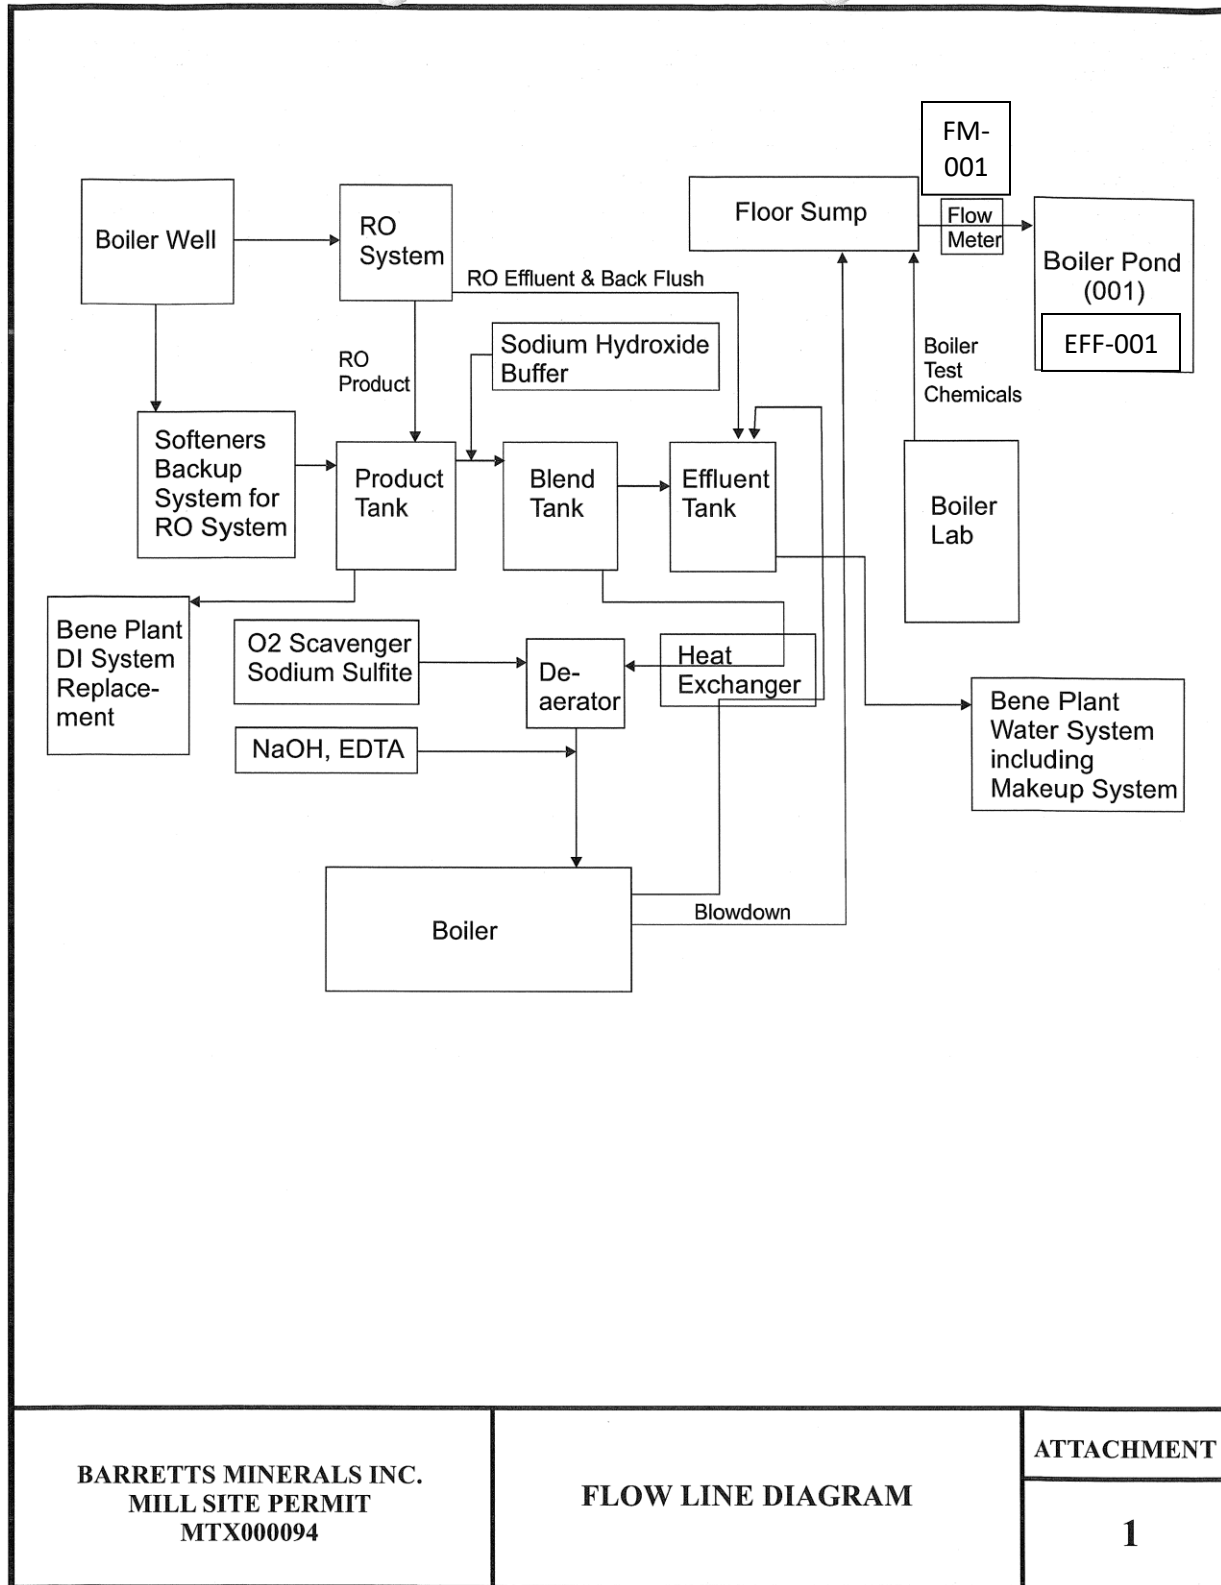 FM-
001
Boiler Well
RO
System
Floor Sump
Flow
Meter
Boiler Pond
(001)
EFF-001
RO Effluent & Back Flush
RO
Product
Sodium Hydroxide
Buffer
Boiler
Test
Chemicals
Softeners
Backup
System for
RO System
Product
Tank
Blend
Tank
Effluent
Tank
Boiler
Lab
Bene Plant
DI System
Replace-
ment
O2 Scavenger
Sodium Sulfite
De-
aerator
Heat
Exchanger
Bene Plant
Water System
including
Makeup System
NaOH, EDTA
Boiler
Blowdown
BARRETTS MINERALS INC.
MILL SITE PERMIT
MTX000094
FLOW LINE DIAGRAM
ATTACHMENT
1